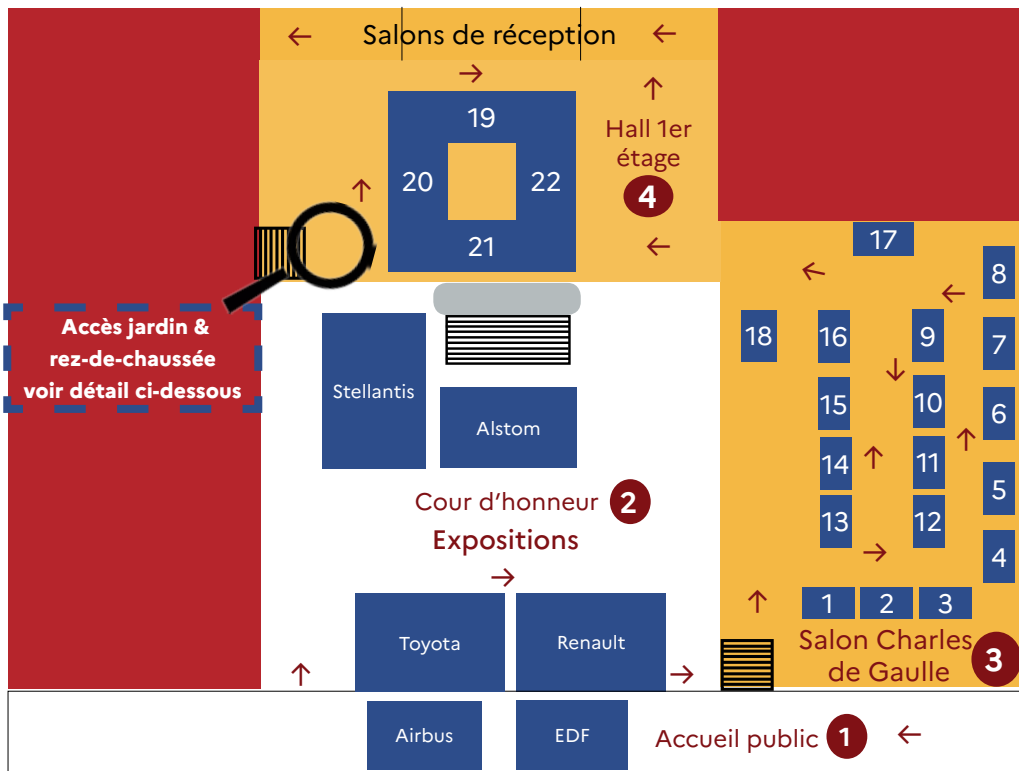 Salons de réception
19
Hall 1er
étage
20
22
4
21
17
8
Accès jardin &
rez-de-chaussée
voir détail ci-dessous
18
16
9
7
Stellantis
15
10
6
Alstom
14
11
5
Cour d'honneur 2
13
12
Expositions
4
1
2
3
Toyota
Renault
Salon Charles
de Gaulle
3
Airbus
EDF
Accueil public 1